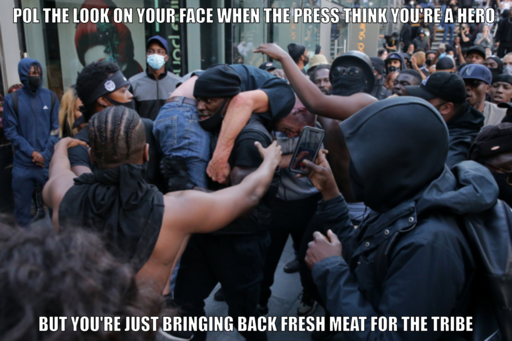 POL THE LOOK ON YOUR FACE WHEN THE PRESS THINK YOU'RE A HERO
BUT YOU'RE JUST BRINGING BACK FRESH MEAT FOR THE TRIBE